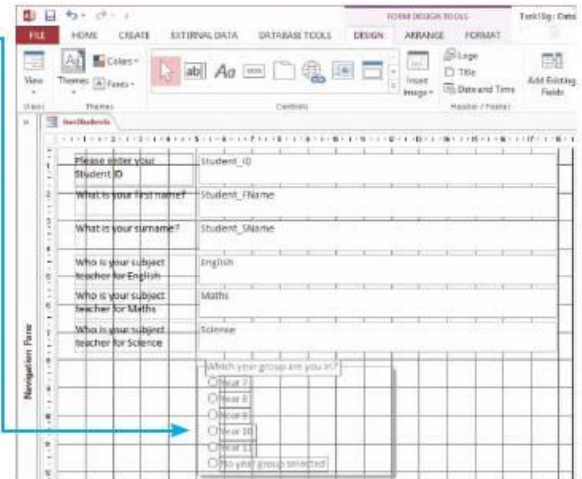 FORM DESIGN TOOLS
FILE HOME CREATE EXTERNAL DATA DATABASE TOOLS DESIGN ARRANGE FORMAT
Colors
Logo
Title
Date and Time
View Themes Fonts
Insert Image
Add Existing Fields
Views Themes Controls Header / Footer
frmStudents
Please enter your Student ID
Student_ID
What is your first name?
Student_FName
What is your surname?
Student_SName
Who is your subject teacher for English
English
Who is your subject teacher for Maths
Maths
Who is your subject teacher for Science
Science
Which year group are you in?
Year 7
Year 8
Year 9
Year 10
Year 11
No year group selected
Navigation Pane